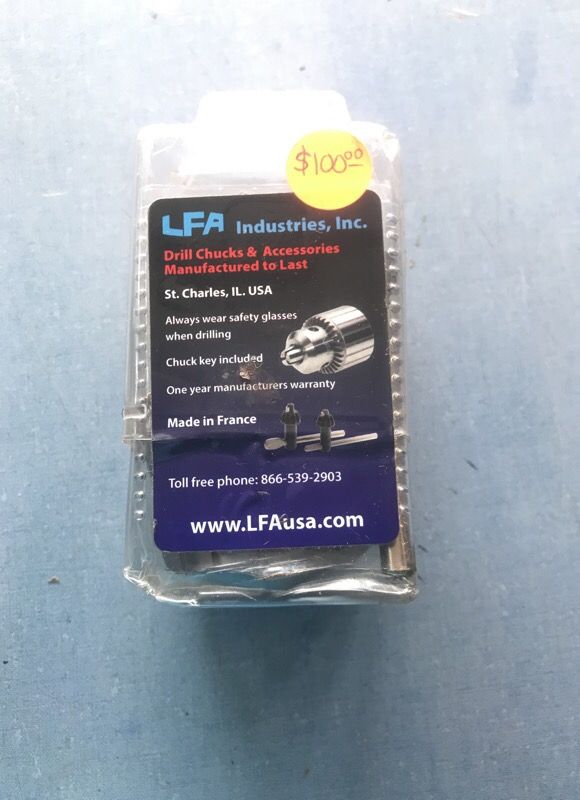 $100.00
LFA Industries, Inc.
Drill Chucks & Accessories
Manufactured to Last
St. Charles, IL. USA
Always wear safety glasses
when drilling
Chuck key included
One year manufacturers warranty
Made in France
Toll free phone: 866-539-2903
www.LFAusa.com